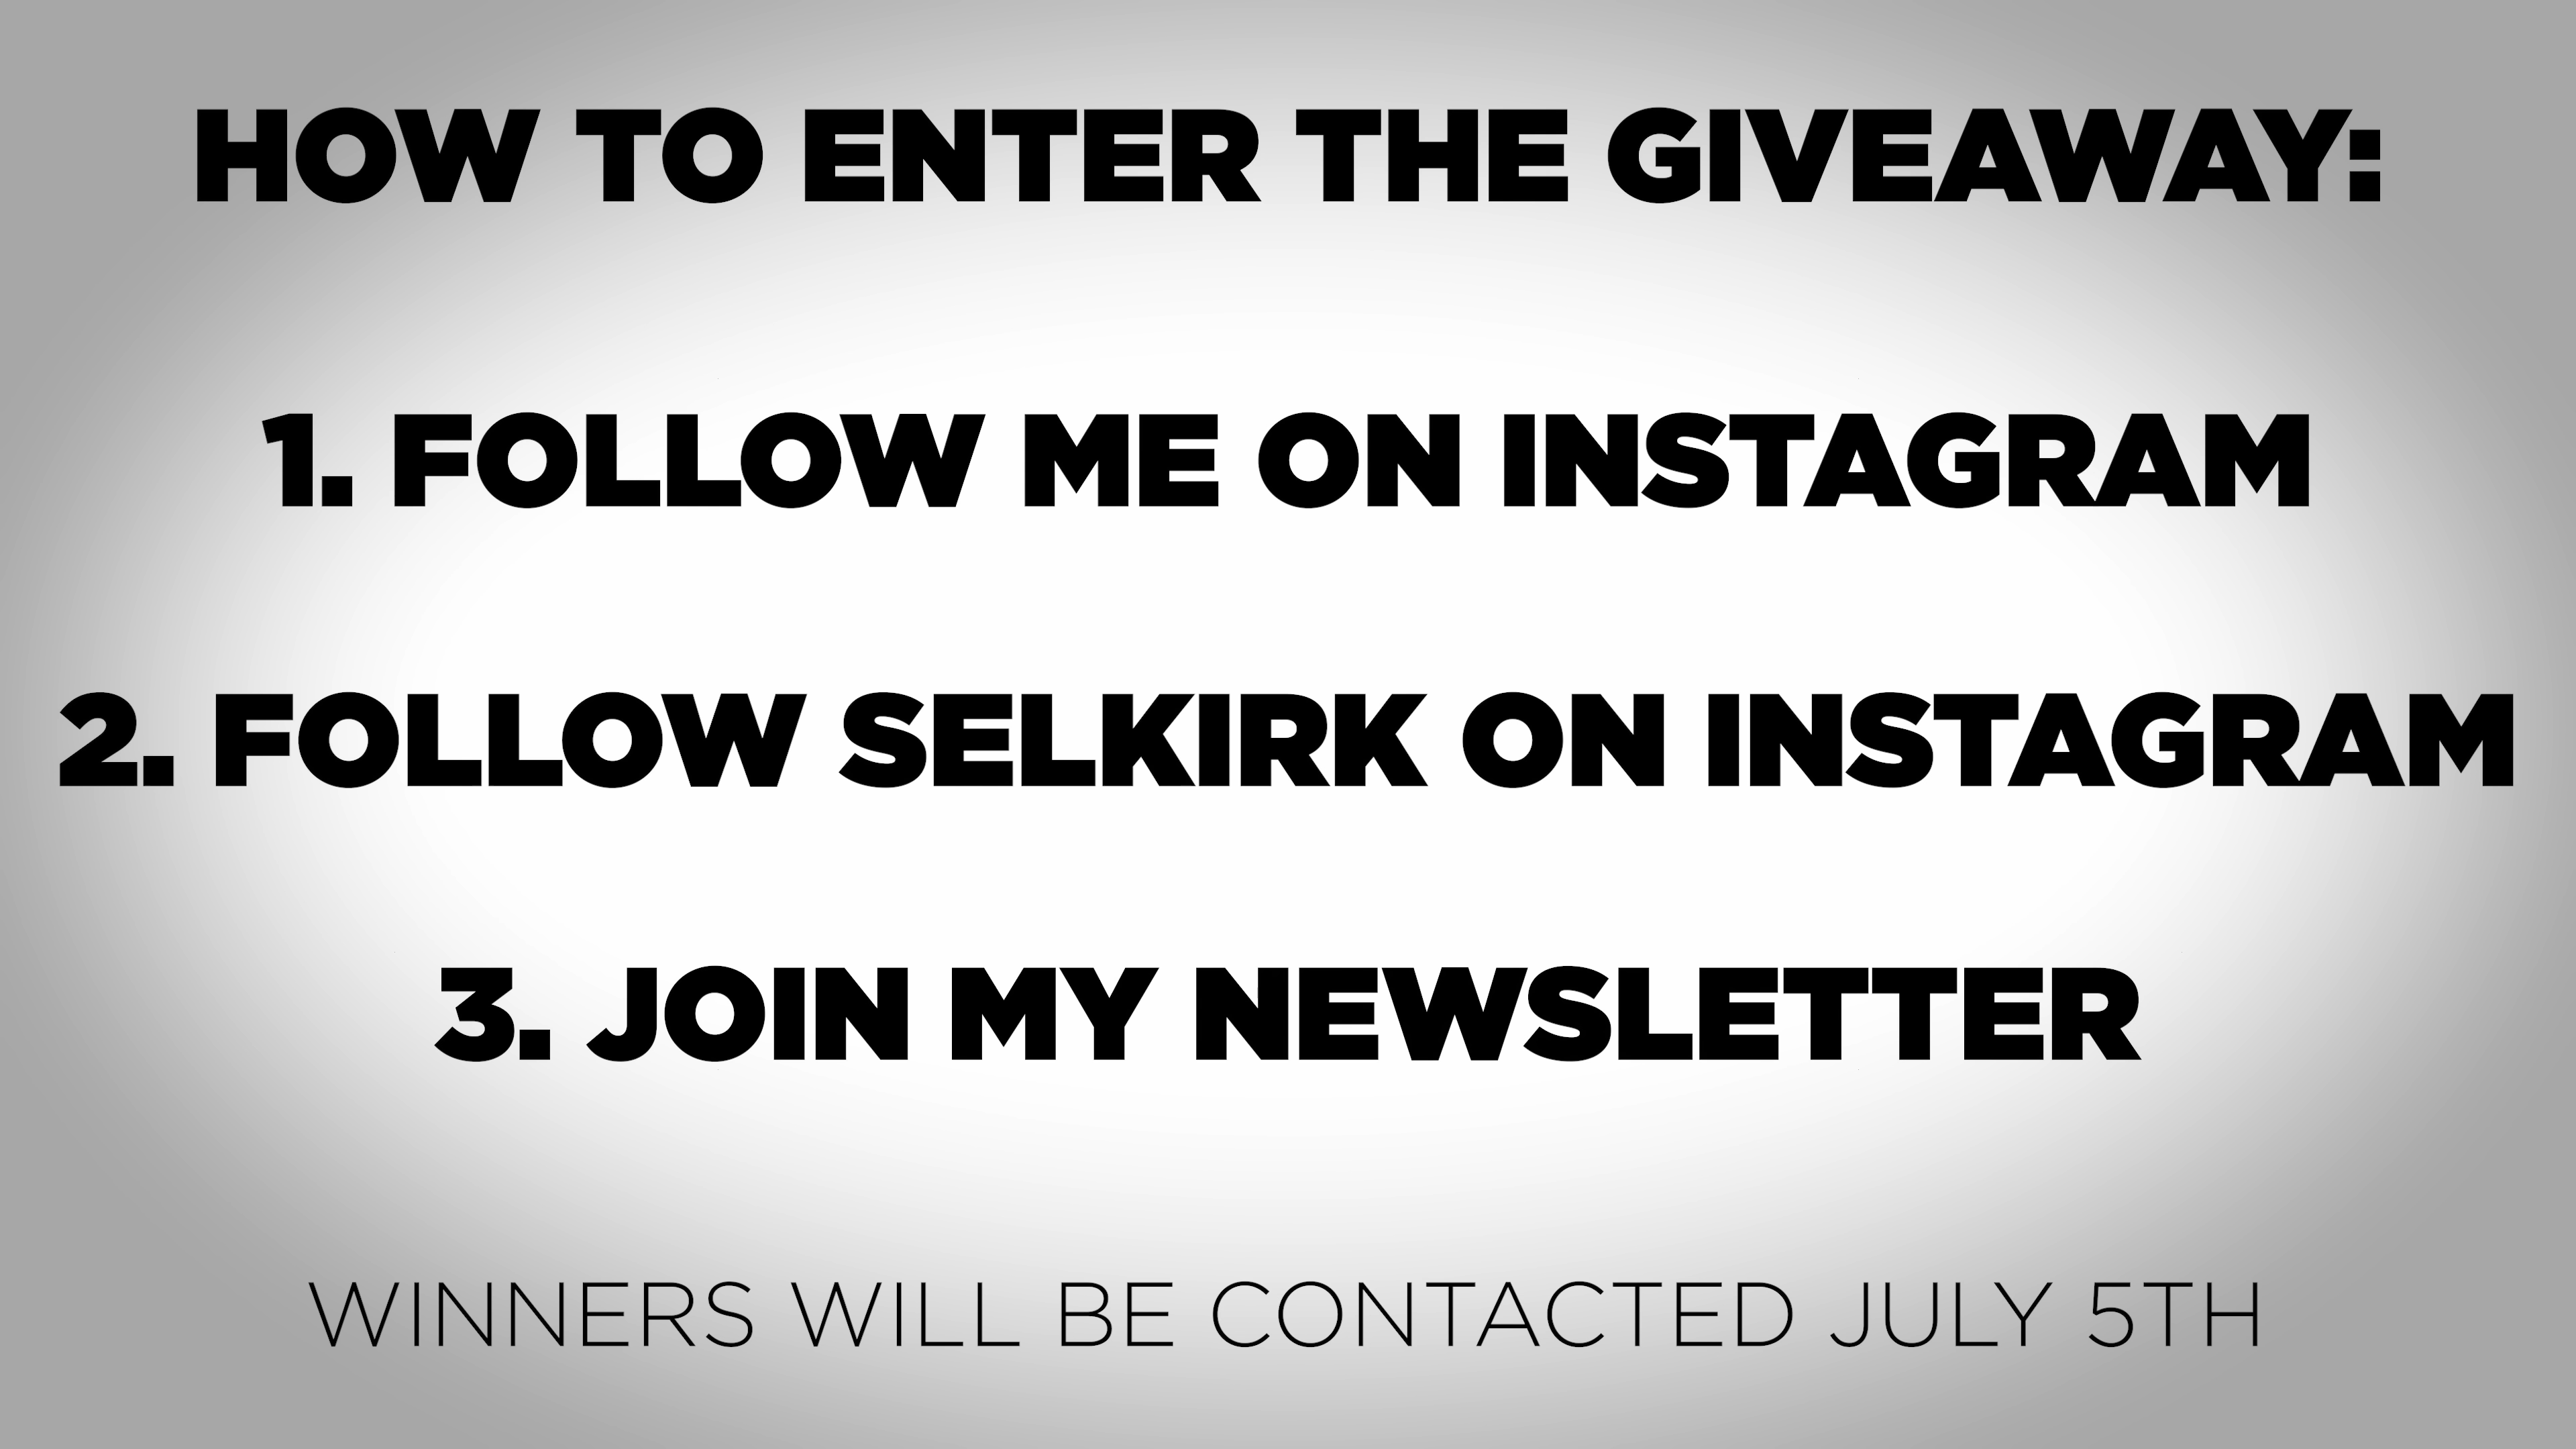 HOW TO ENTER THE GIVEAWAY:
1. FOLLOW ME ON INSTAGRAM
2. FOLLOW SELKIRK ON INSTAGRAM
3. JOIN MY NEWSLETTER
WINNERS WILL BE CONTACTED JULY 5TH